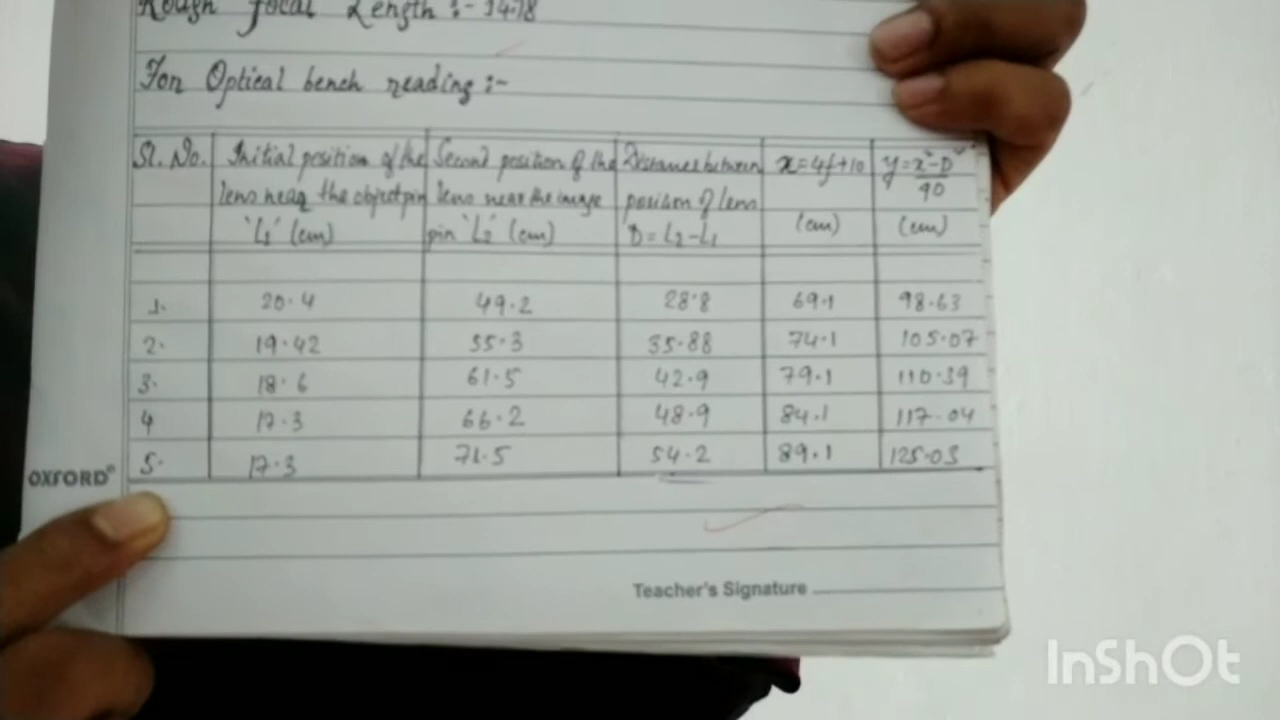 Rough focal Length :- 14.78
For Optical bench reading :-
Sl. No. Initial position of the lens near the object pin 'L₁' (cm) Second position of the lens near the image pin 'L₂' (cm) Distance between position of lens D = L₂-L₁ x = 4f+10 (cm) y = x²-D²/90 (cm)
1. 20.4 49.2 28.8 69.1 98.63
2. 19.42 55.3 35.88 74.1 105.07
3. 18.6 61.5 42.9 79.1 110.39
4 17.3 66.2 48.9 84.1 117.04
5. 17.3 71.5 54.2 89.1 125.03
OXFORD®
Teacher's Signature
InShOt